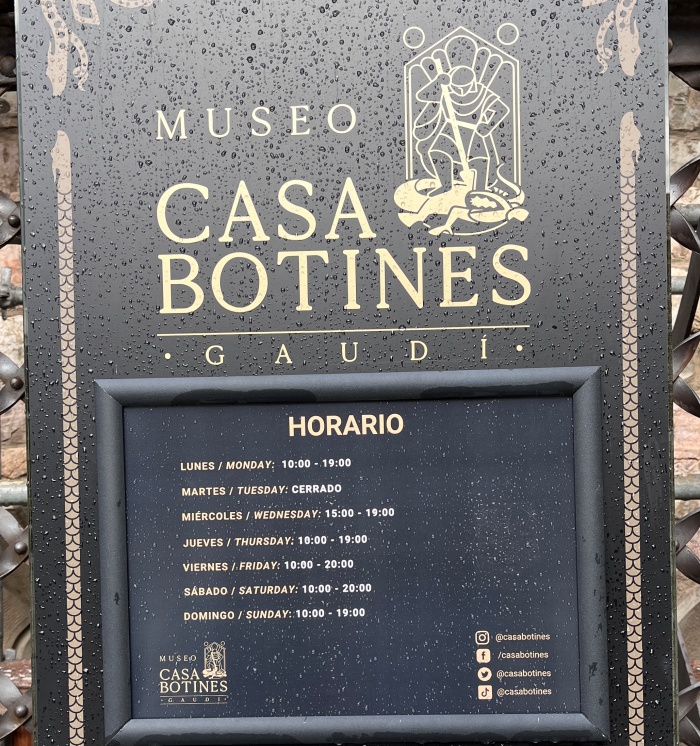 MUSEO
CASA
BOTINES
· GAUDÍ ·
HORARIO
LUNES / MONDAY: 10:00 - 19:00
MARTES / TUESDAY: CERRADO
MIÉRCOLES / WEDNESDAY: 15:00 - 19:00
JUEVES / THURSDAY: 10:00 - 19:00
VIERNES / FRIDAY: 10:00 - 20:00
SÁBADO / SATURDAY: 10:00 - 20:00
DOMINGO / SUNDAY: 10:00 - 19:00
@casabotines
/casabotines
@casabotines
@casabotines
MUSEO
CASA
BOTINES
· GAUDÍ ·